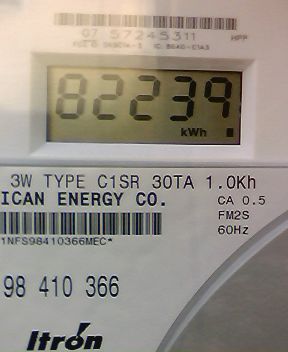 07 57245311 HPP
82239
kWh
3W TYPE C1SR 30TA 1.0Kh
ICAN ENERGY CO.
CA 0.5
FM2S
60Hz
1NFS98410366MEC*
98 410 366
Itron